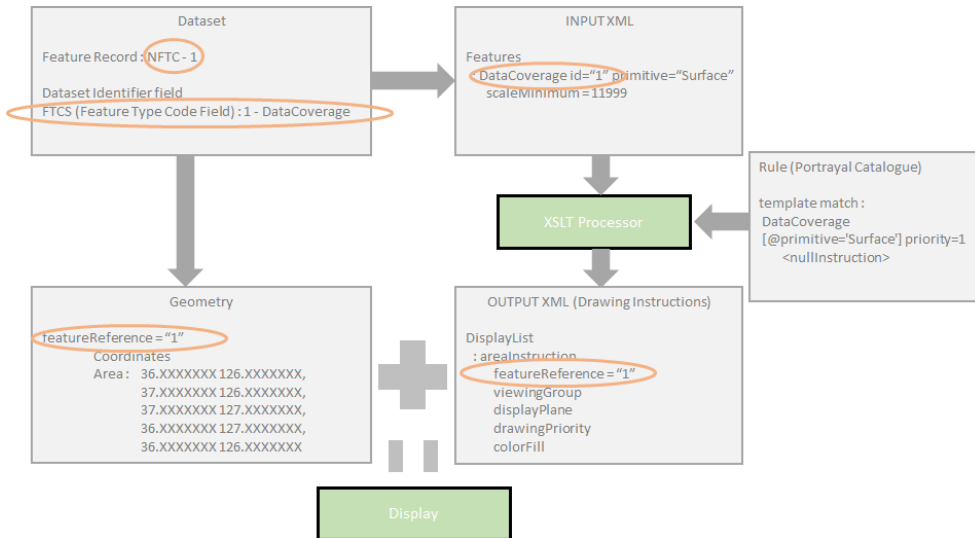 Dataset
Feature Record : NFTC - 1
Dataset Identifier field
FTCS (Feature Type Code Field) : 1 - DataCoverage
INPUT XML
Features
: DataCoverage id=“1” primitive=“Surface”
scaleMinimum = 11999
Rule (Portrayal Catalogue)
template match :
DataCoverage
[@primitive='Surface'] priority=1
<nullInstruction>
XSLT Processor
Geometry
featureReference = “1”
Coordinates
Area : 36.XXXXXXX 126.XXXXXXX,
37.XXXXXXX 126.XXXXXXX,
37.XXXXXXX 127.XXXXXXX,
36.XXXXXXX 127.XXXXXXX,
36.XXXXXXX 126.XXXXXXX
OUTPUT XML (Drawing Instructions)
DisplayList
: areaInstruction
featureReference = “1”
viewingGroup
displayPlane
drawingPriority
colorFill
Display